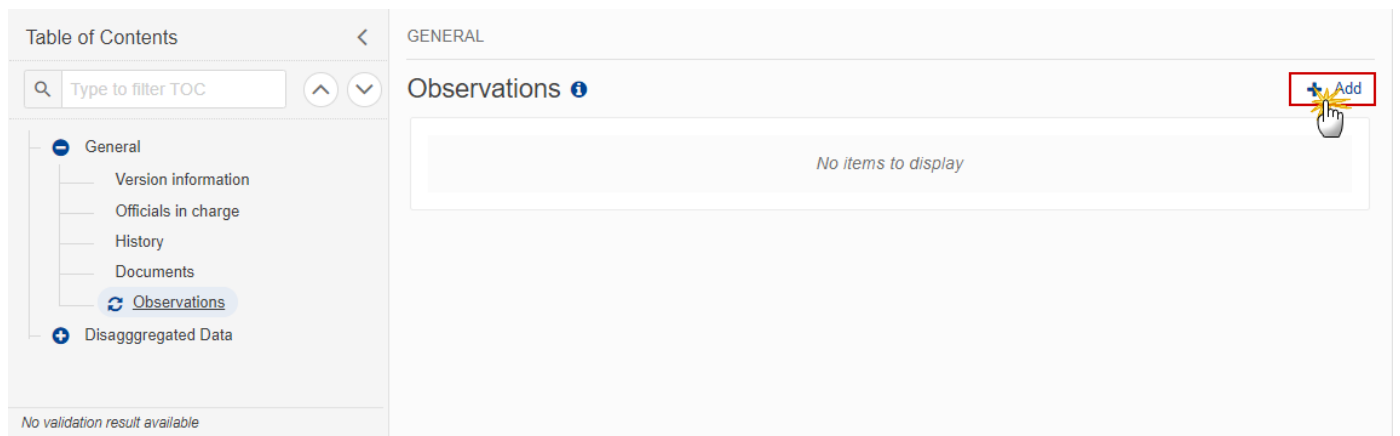 Table of Contents
Type to filter TOC
General
Version information
Officials in charge
History
Documents
Observations
Disagggregated Data
No validation result available
GENERAL
Observations
Add
No items to display